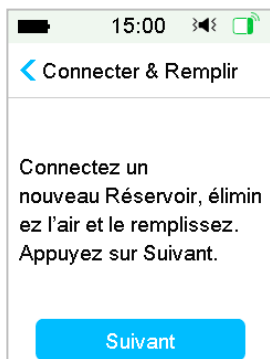 15:00
Connecter & Remplir
Connectez un
nouveau Réservoir, élimin
ez l'air et le remplissez.
Appuyez sur Suivant.
Suivant